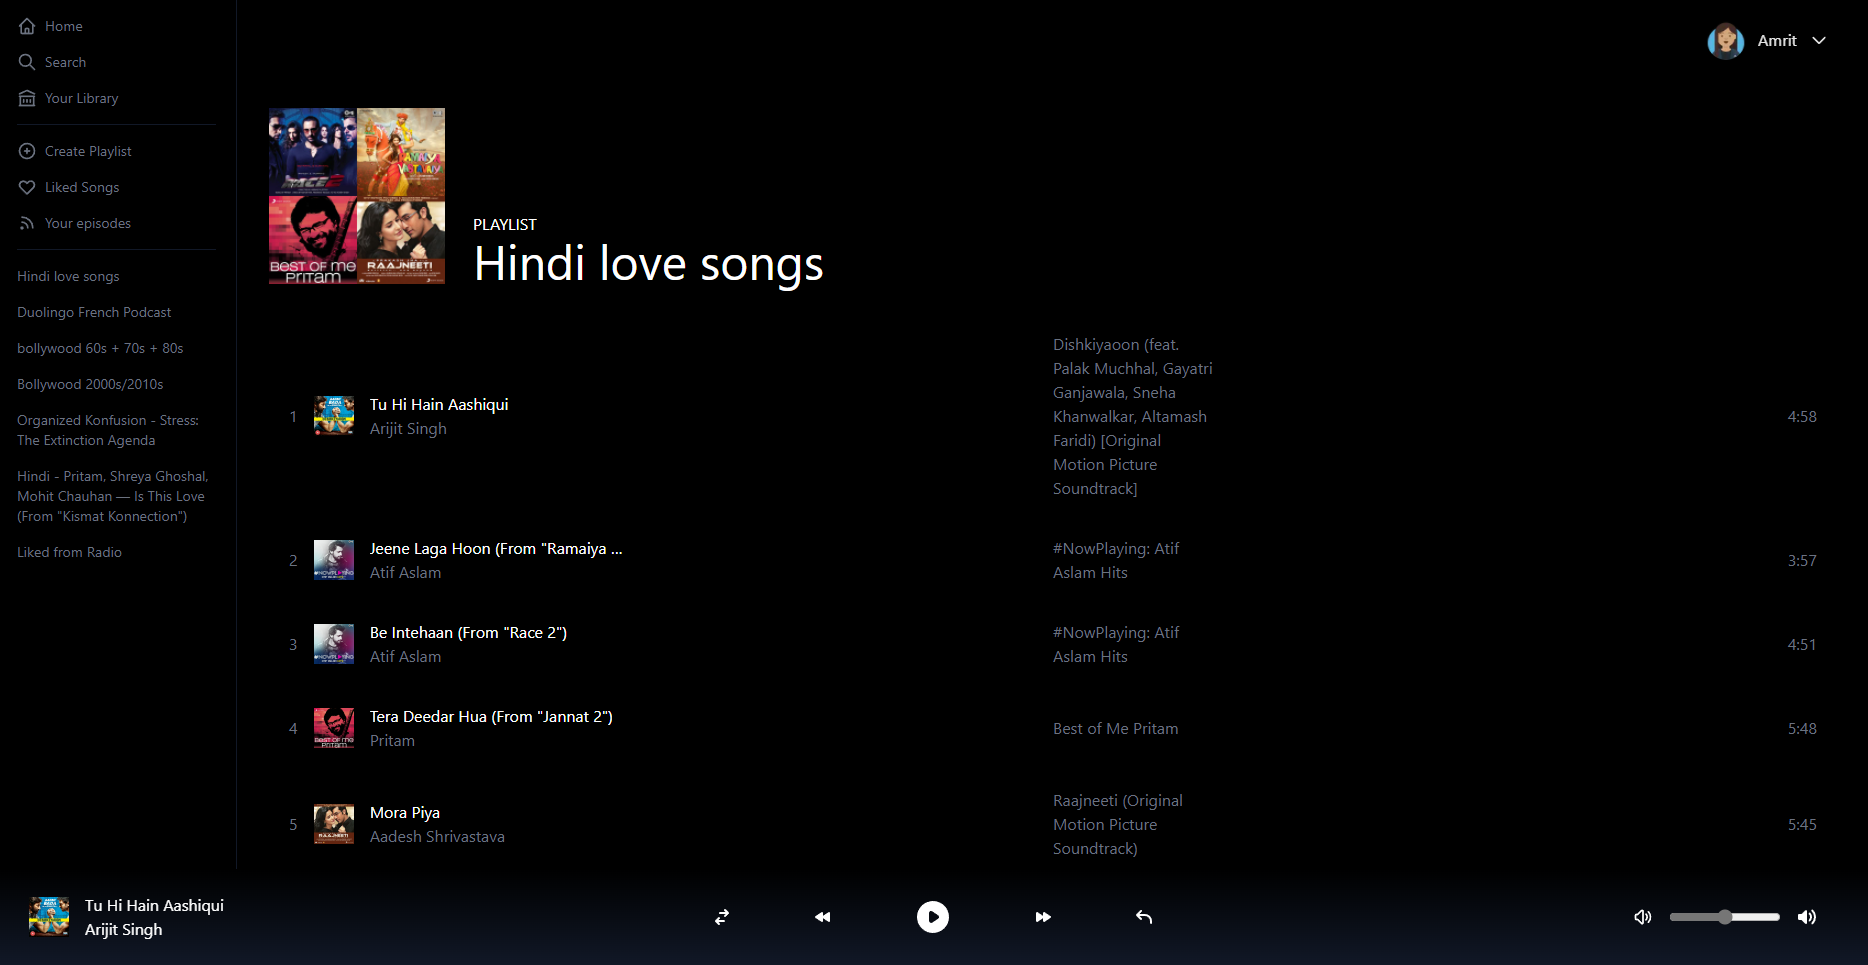 Home
Search
Your Library
Create Playlist
Liked Songs
Your episodes
Hindi love songs
Duolingo French Podcast
bollywood 60s + 70s + 80s
Bollywood 2000s/2010s
Organized Konfusion - Stress:
The Extinction Agenda
Hindi - Pritam, Shreya Ghoshal,
Mohit Chauhan — Is This Love
(From "Kismat Konnection")
Liked from Radio
Amrit
RACE 2
BEST OF ME
PRITAM
RAAJNEETI
PLAYLIST
Hindi love songs
1
Tu Hi Hain Aashiqui
Arijit Singh
Dishkiyaoon (feat.
Palak Muchhal, Gayatri
Ganjawala, Sneha
Khanwalkar, Altamash
Faridi) [Original
Motion Picture
Soundtrack]
4:58
2
#NOWPLAYING
Jeene Laga Hoon (From "Ramaiya ...
Atif Aslam
#NowPlaying: Atif
Aslam Hits
3:57
3
#NOWPLAYING
Be Intehaan (From "Race 2")
Atif Aslam
#NowPlaying: Atif
Aslam Hits
4:51
4
BEST OF ME
PRITAM
Tera Deedar Hua (From "Jannat 2")
Pritam
Best of Me Pritam
5:48
5
RAAJNEETI
Mora Piya
Aadesh Shrivastava
Raajneeti (Original
Motion Picture
Soundtrack)
5:45
Tu Hi Hain Aashiqui
Arijit Singh